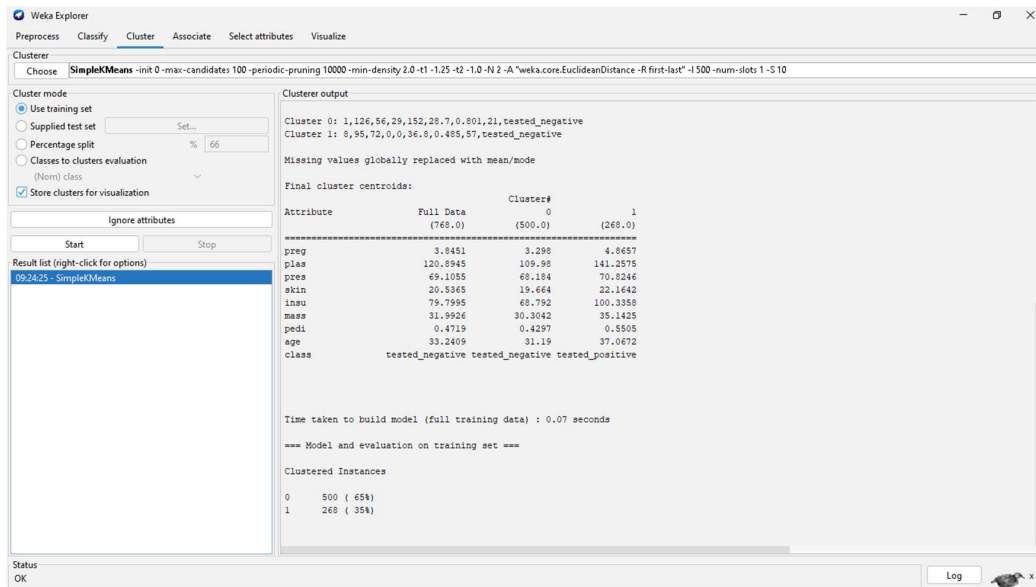 Weka Explorer
Preprocess Classify Cluster Associate Select attributes Visualize
Clusterer
Choose SimpleKMeans -init 0 -max-candidates 100 -periodic-pruning 10000 -min-density 2.0 -t1 -1.25 -t2 -1.0 -N 2 -A "weka.core.EuclideanDistance -R first-last" -I 500 -num-slots 1 -S 10
Cluster mode
Use training set
Supplied test set Set...
Percentage split % 66
Classes to clusters evaluation
(Nom) class
Store clusters for visualization
Ignore attributes
Start Stop
Result list (right-click for options)
09:24:25 - SimpleKMeans
Clusterer output
Cluster 0: 1,126,56,29,152,28.7,0.801,21,tested_negative
Cluster 1: 8,95,72,0,0,36.8,0.485,57,tested_negative
Missing values globally replaced with mean/mode
Final cluster centroids:
Cluster#
Attribute Full Data 0 1
(768.0) (500.0) (268.0)
==========================================================================
preg 3.8451 3.298 4.8657
plas 120.8945 109.98 141.2575
pres 69.1055 68.184 70.8246
skin 20.5365 19.664 22.1642
insu 79.7995 68.792 100.3358
mass 31.9926 30.3042 35.1425
pedi 0.4719 0.4297 0.5505
age 33.2409 31.19 37.0672
class tested_negative tested_negative tested_positive
Time taken to build model (full training data) : 0.07 seconds
=== Model and evaluation on training set ===
Clustered Instances
0 500 ( 65%)
1 268 ( 35%)
Status
OK
Log
x